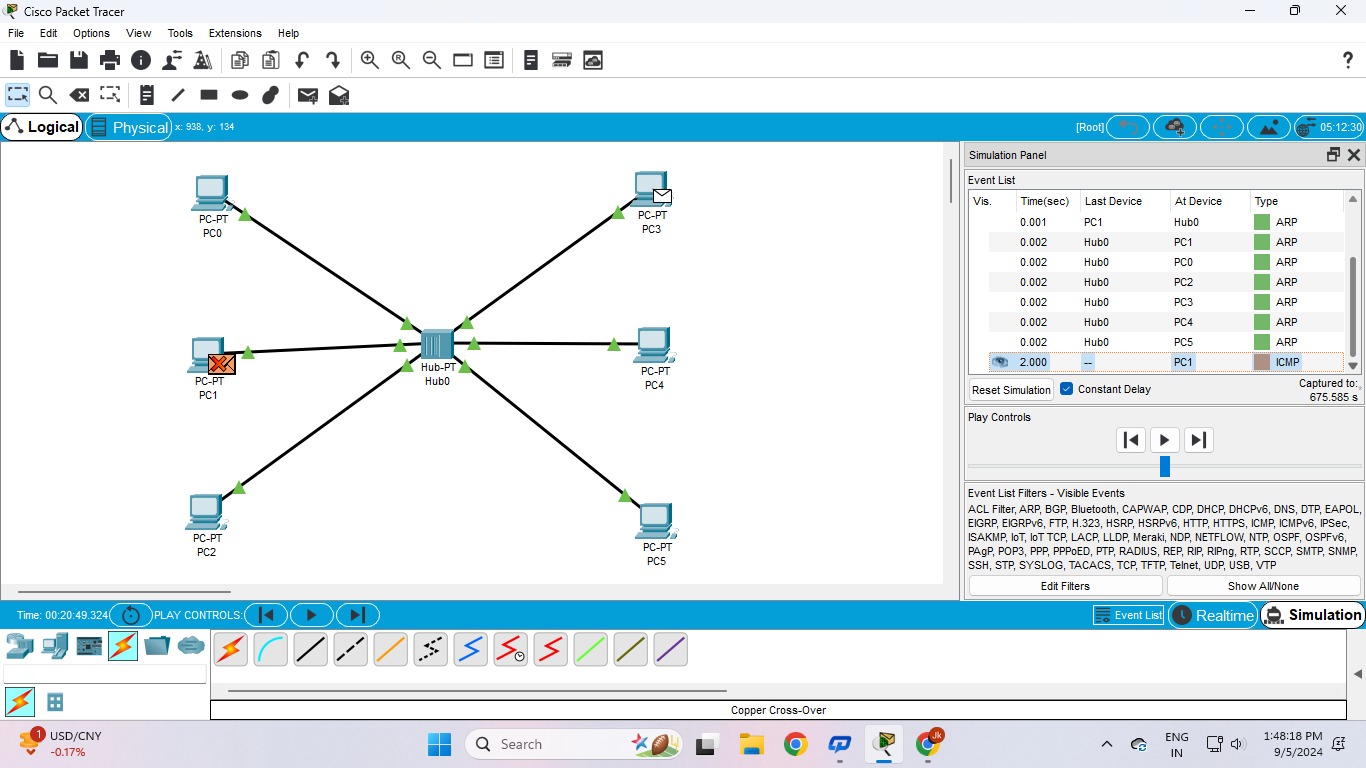 Cisco Packet Tracer
File Edit Options View Tools Extensions Help
?
Logical Physical x: 938, y: 134 [Root] 05:12:30
PC-PT
PC0
PC-PT
PC1
PC-PT
PC2
Hub-PT
Hub0
PC-PT
PC3
PC-PT
PC4
PC-PT
PC5
Simulation Panel
Event List
Vis. Time(sec) Last Device At Device Type
0.001 PC1 Hub0 ARP
0.002 Hub0 PC1 ARP
0.002 Hub0 PC0 ARP
0.002 Hub0 PC2 ARP
0.002 Hub0 PC3 ARP
0.002 Hub0 PC4 ARP
0.002 Hub0 PC5 ARP
2.000 -- PC1 ICMP
Reset Simulation Constant Delay Captured to:
675.585 s
Play Controls
Event List Filters - Visible Events
ACL Filter, ARP, BGP, Bluetooth, CAPWAP, CDP, DHCP, DHCPv6, DNS, DTP, EAPOL,
EIGRP, EIGRPv6, FTP, H.323, HSRP, HSRPv6, HTTP, HTTPS, ICMP, ICMPv6, IPSec,
ISAKMP, IoT, IoT TCP, LACP, LLDP, Meraki, NDP, NETFLOW, NTP, OSPF, OSPFv6,
PAgP, POP3, PPP, PPPoED, PTP, RADIUS, REP, RIP, RIPng, RTP, SCCP, SMTP, SNMP,
SSH, STP, SYSLOG, TACACS, TCP, TFTP, Telnet, UDP, USB, VTP
Edit Filters Show All/None
Time: 00:20:49.324 PLAY CONTROLS: Event List Realtime Simulation
Copper Cross-Over
1 USD/CNY
-0.17%
Search
Jk
ENG
IN
1:48:18 PM
9/5/2024